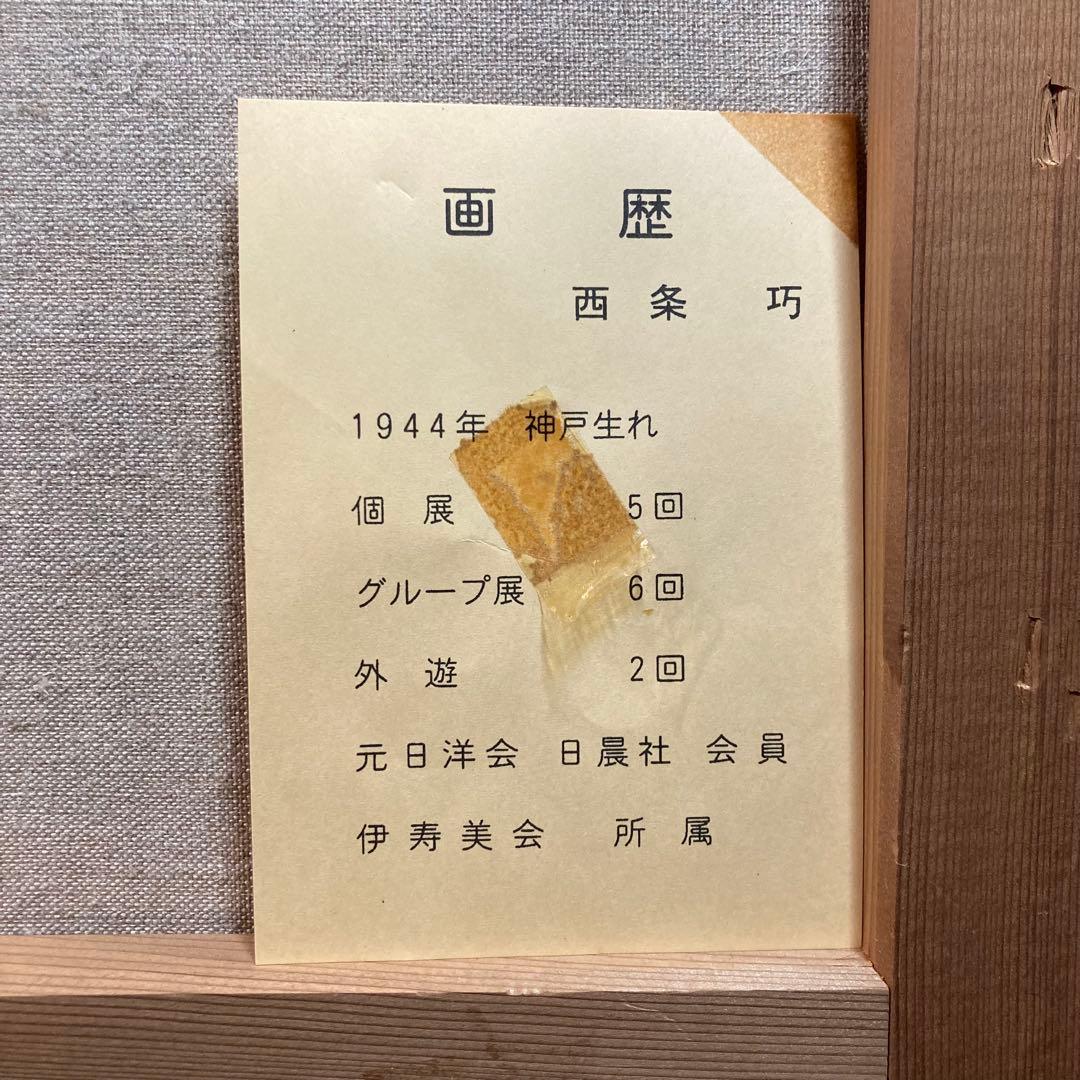 画 歴
西条 巧
1944年 神戸生れ
個展 5回
グループ展 6回
外遊 2回
元日洋会 日晨社 会員
伊寿美会 所属